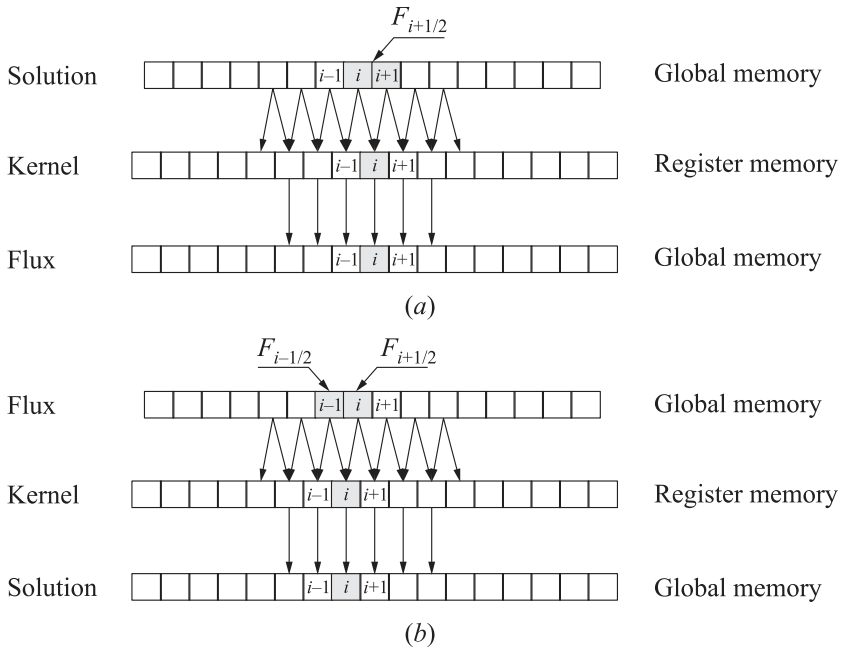 F_{i+1/2}
Solution i–1 i i+1 Global memory
Kernel i–1 i i+1 Register memory
Flux i–1 i i+1 Global memory
(a)
F_{i–1/2} F_{i+1/2}
Flux i–1 i i+1 Global memory
Kernel i–1 i i+1 Register memory
Solution i–1 i i+1 Global memory
(b)